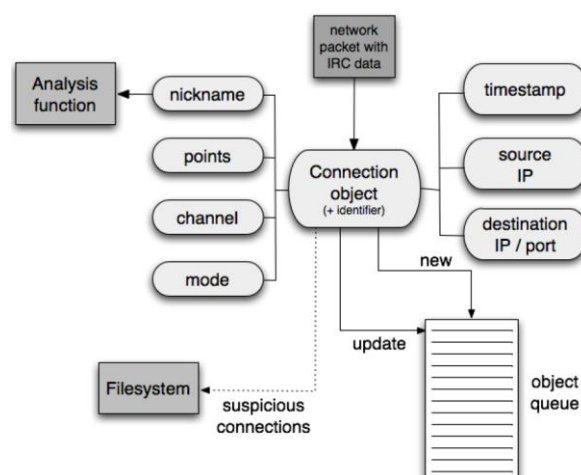 network
packet with
IRC data
Analysis
function
nickname
points
channel
mode
Connection
object
(+ identifier)
timestamp
source
IP
destination
IP / port
new
update
Filesystem
suspicious
connections
object
queue